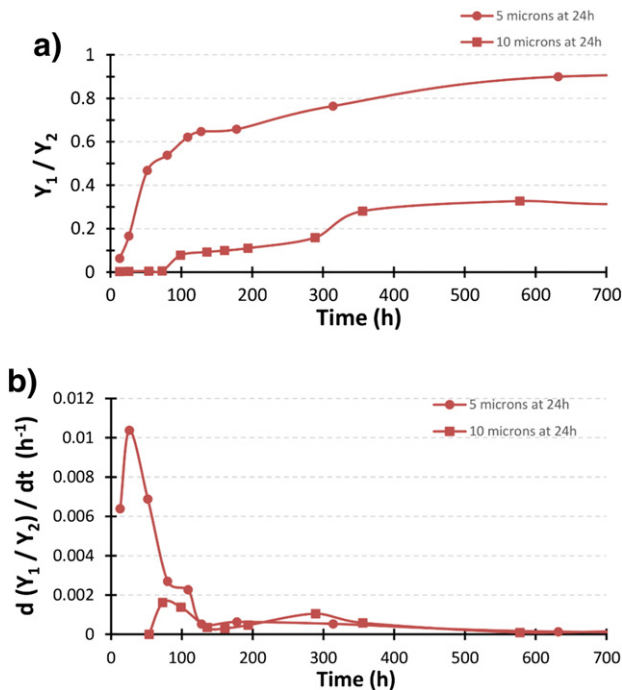 a)
5 microns at 24h
10 microns at 24h
1
0.8
0.6
0.4
0.2
0
Y₁ / Y₂
0 100 200 300 400 500 600 700
Time (h)
b)
5 microns at 24h
10 microns at 24h
0.012
0.01
0.008
0.006
0.004
0.002
0
d (Y₁ / Y₂) / dt (h⁻¹)
0 100 200 300 400 500 600 700
Time (h)